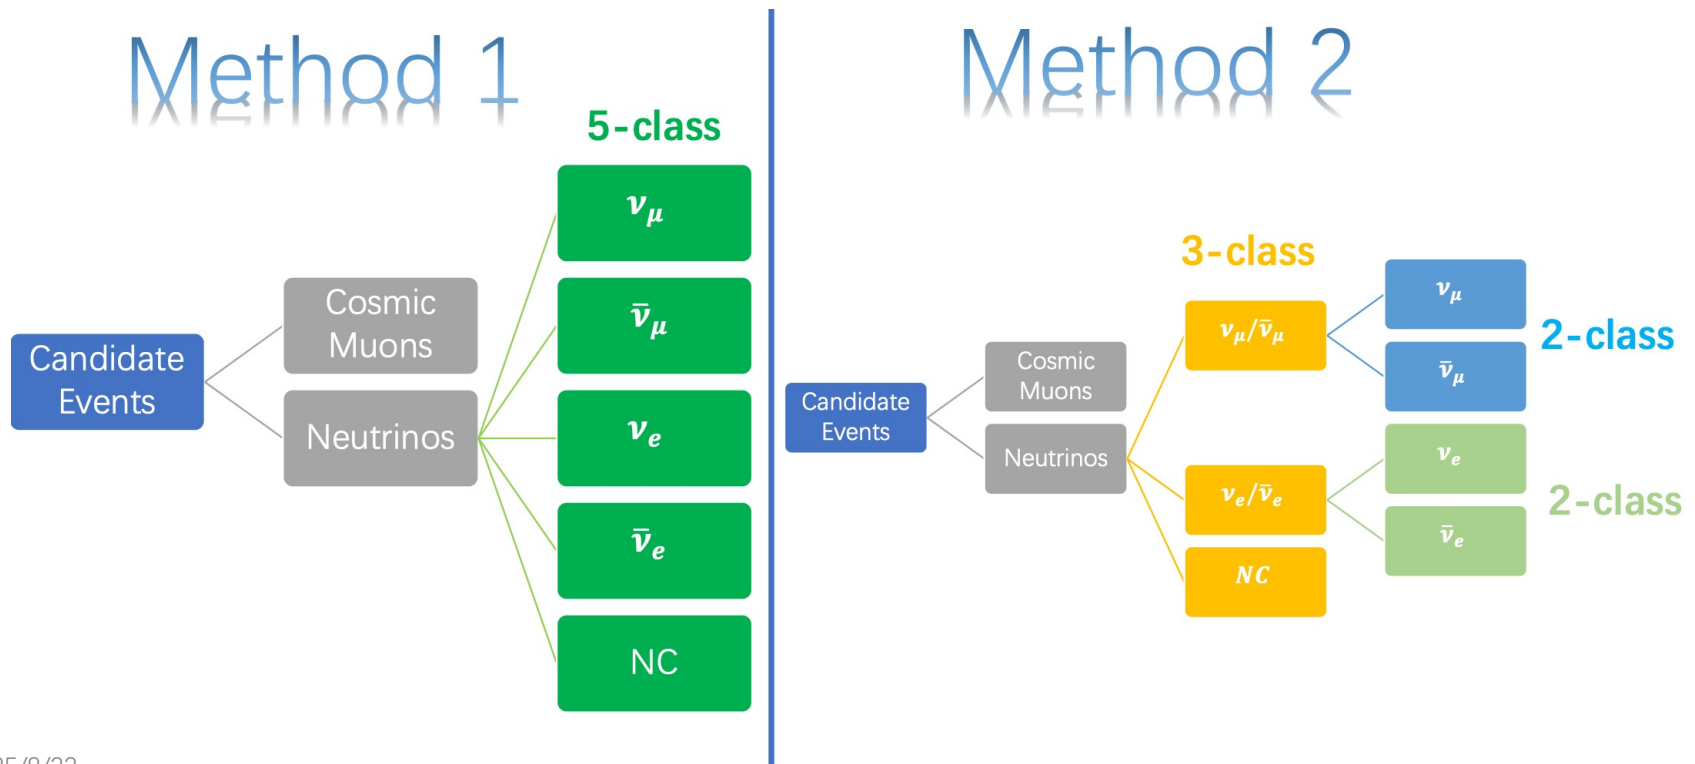 Method 1
5-class
ν_μ
ν̄_μ
ν_e
ν̄_e
NC
Cosmic
Muons
Neutrinos
Candidate
Events
Method 2
3-class
ν_μ/ν̄_μ
ν_e/ν̄_e
NC
ν_μ
ν̄_μ
2-class
ν_e
ν̄_e
2-class
Cosmic
Muons
Neutrinos
Candidate
Events